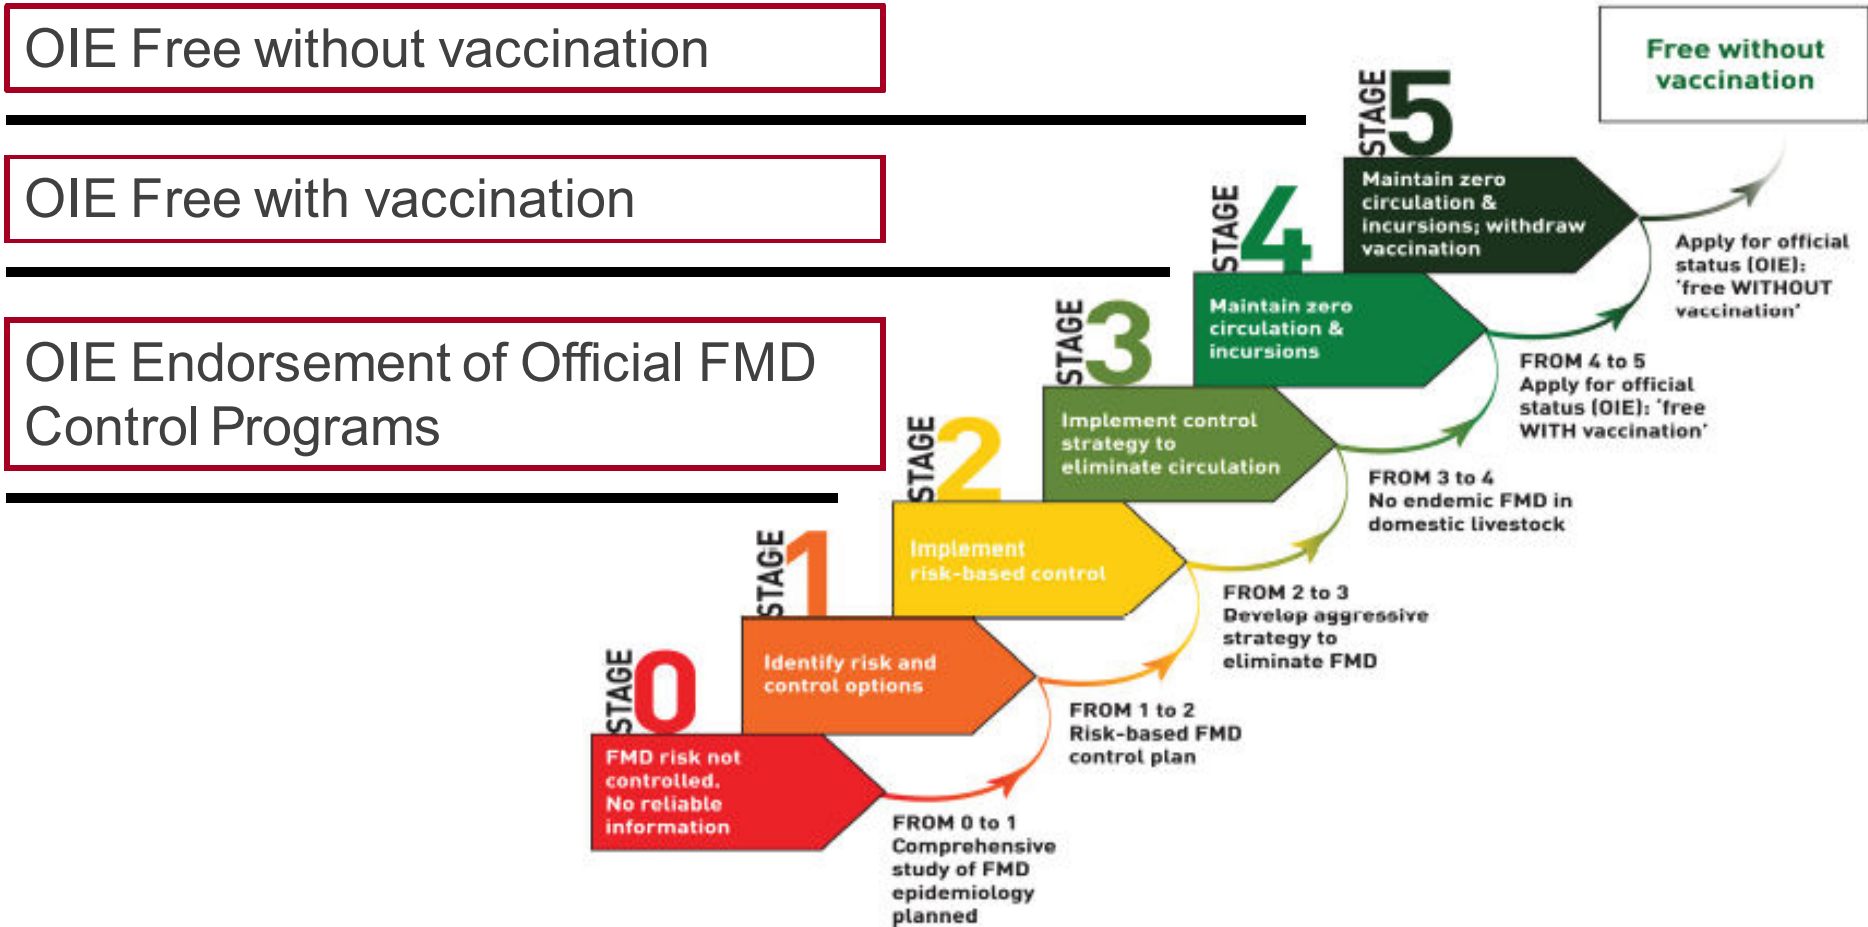 OIE Free without vaccination
OIE Free with vaccination
OIE Endorsement of Official FMD
Control Programs
Free without
vaccination
STAGE 5
Maintain zero
circulation &
incursions; withdraw
vaccination
Apply for official
status (OIE):
'free WITHOUT
vaccination'
STAGE 4
Maintain zero
circulation &
incursions
FROM 4 to 5
Apply for official
status (OIE): 'free
WITH vaccination'
STAGE 3
Implement control
strategy to
eliminate circulation
FROM 3 to 4
No endemic FMD in
domestic livestock
STAGE 2
Implement
risk-based control
FROM 2 to 3
Develop aggressive
strategy to
eliminate FMD
STAGE 1
Identify risk and
control options
FROM 1 to 2
Risk-based FMD
control plan
STAGE 0
FMD risk not
controlled.
No reliable
information
FROM 0 to 1
Comprehensive
study of FMD
epidemiology
planned